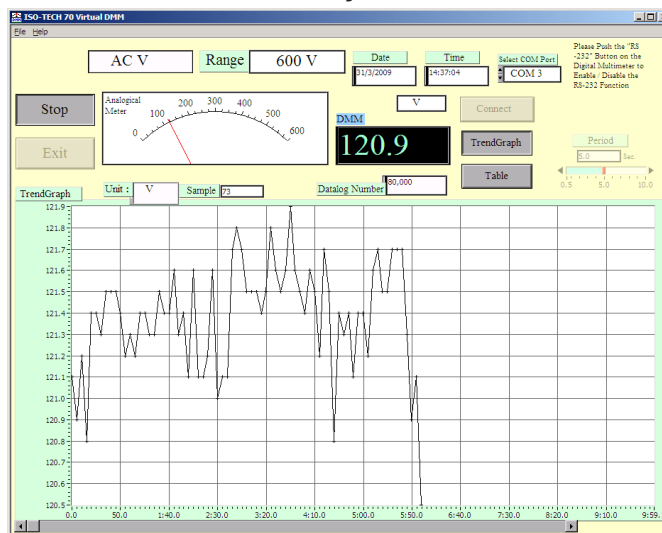 ISO-TECH 70 Virtual DMM
File Help
AC V
Range
600 V
Date
31/3/2009
Time
14:37:04
Select COM Port
COM 3
Please Push the "RS
-232" Button on the
Digital Multimeter to
Enable / Disable the
RS-232 Function
Stop
Exit
Analogical
Meter
0 100 200 300 400 500 600
V
DMM
120.9
Connect
TrendGraph
Table
Period
5.0 Sec.
0.5 5.0 10.0
TrendGraph
Unit : V
Sample 73
Datalog Number 80,000
121.9
121.8
121.7
121.6
121.5
121.4
121.3
121.2
121.1
121.0
120.9
120.8
120.7
120.6
120.5
0.0 50.0 1:40.0 2:30.0 3:20.0 4:10.0 5:00.0 5:50.0 6:40.0 7:30.0 8:20.0 9:10.0 9:59.